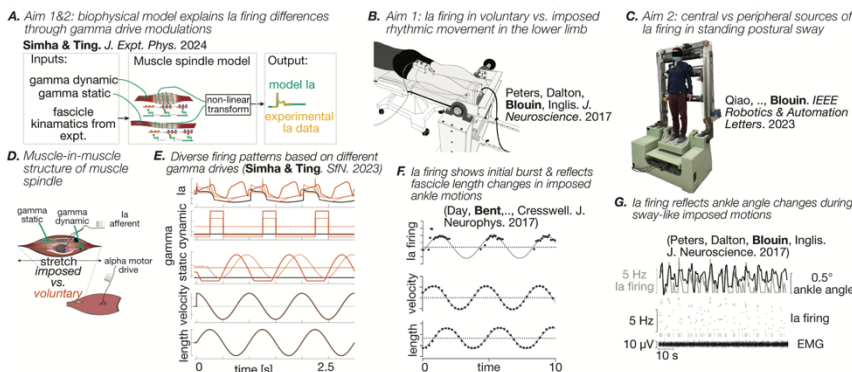 A. Aim 1&2: biophysical model explains Ia firing differences
through gamma drive modulations
Simha & Ting. J. Expt. Phys. 2024
Inputs:
gamma dynamic
gamma static
fascicle
kinamatics from
expt.
Muscle spindle model
non-linear
transform
Output:
model Ia
experimental
Ia data
B. Aim 1: Ia firing in voluntary vs. imposed
rhythmic movement in the lower limb
Peters, Dalton,
Blouin, Inglis. J.
Neuroscience. 2017
C. Aim 2: central vs peripheral sources of
Ia firing in standing postural sway
Qiao, .., Blouin. IEEE
Robotics & Automation
Letters. 2023
D. Muscle-in-muscle
structure of muscle
spindle
gamma
static
gamma
dynamic
Ia
afferent
stretch
imposed
vs.
voluntary
alpha motor
drive
E. Diverse firing patterns based on different
gamma drives (Simha & Ting. SfN. 2023)
Ia
gamma
dynamic
static
velocity
length
0
time [s]
2.5
F. Ia firing shows initial burst & reflects
fascicle length changes in imposed
ankle motions
(Day, Bent,.., Cresswell. J.
Neurophys. 2017)
Ia firing
velocity
length
0
time
10
G. Ia firing reflects ankle angle changes during
sway-like imposed motions
(Peters, Dalton, Blouin, Inglis.
J. Neuroscience. 2017)
5 Hz
Ia firing
0.5°
ankle angle
5 Hz
Ia firing
10 µV
EMG
10 s